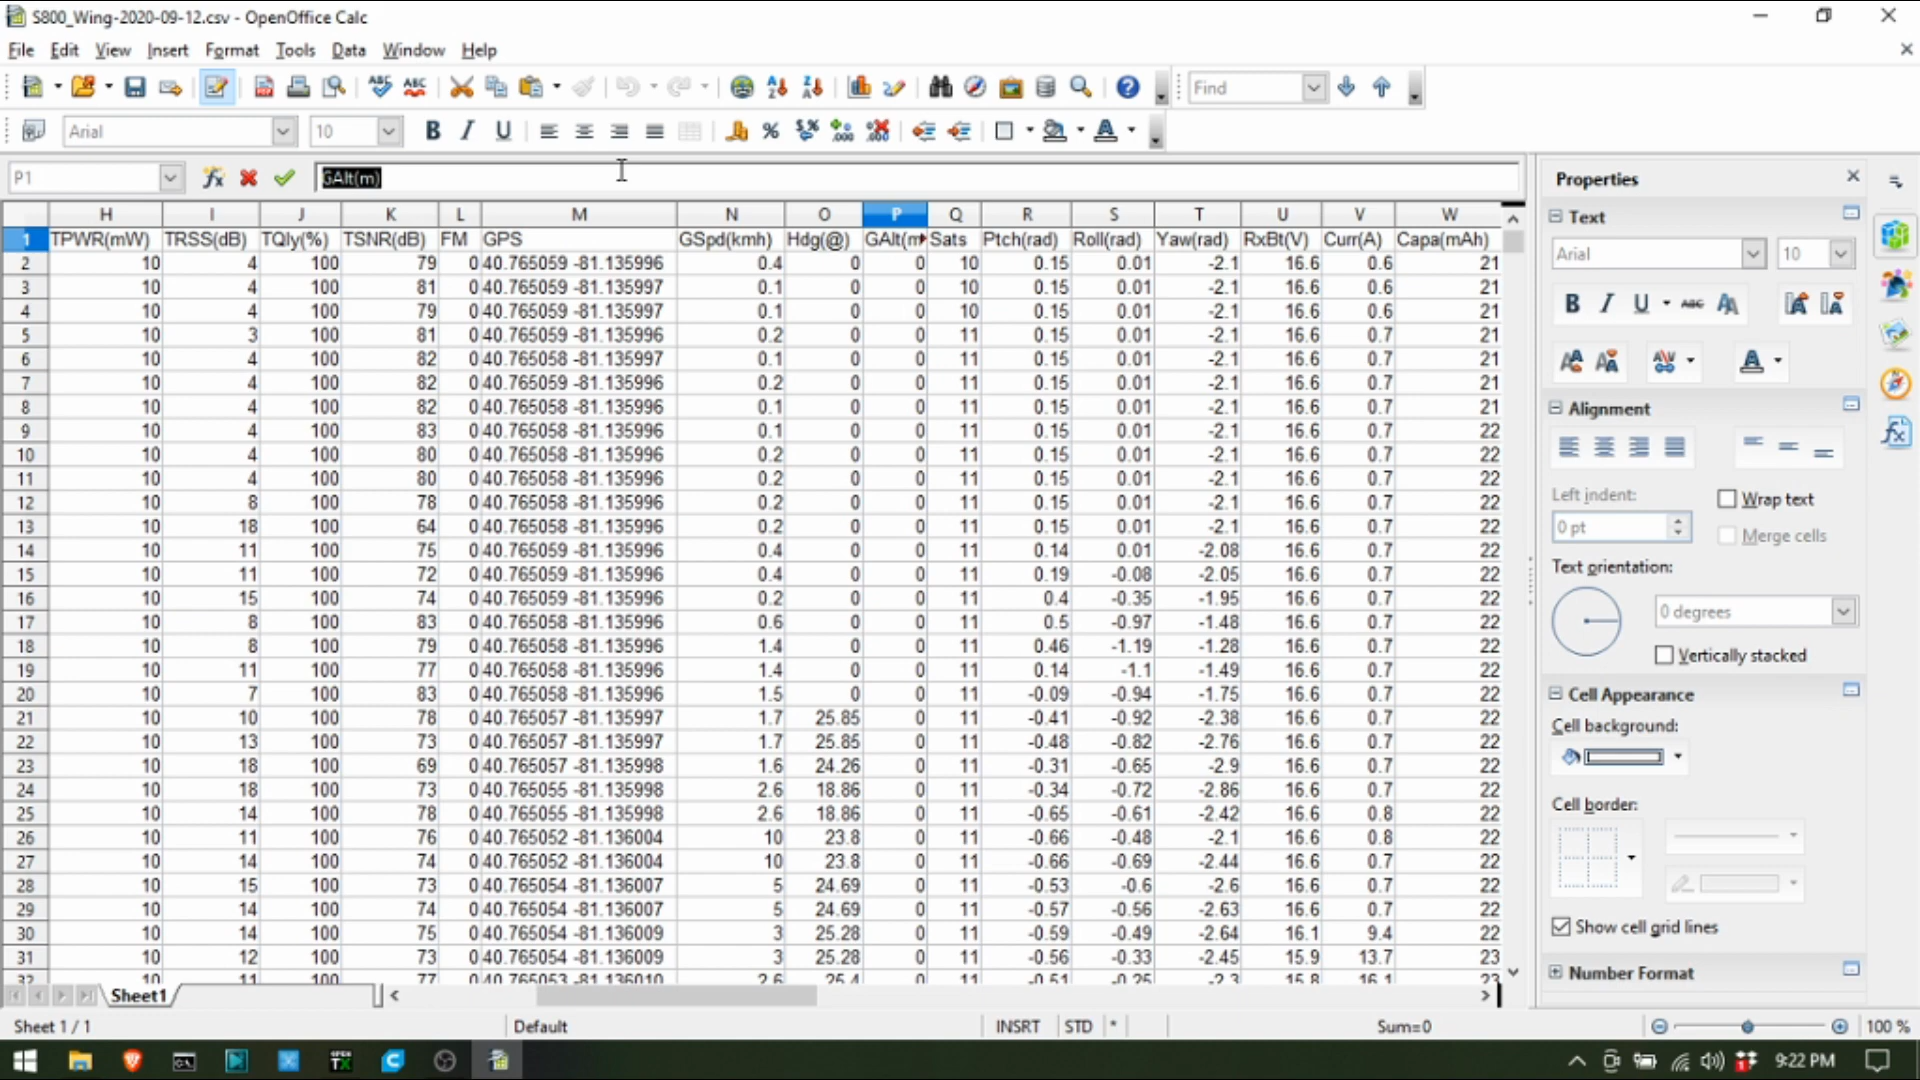 S800_Wing-2020-09-12.csv - OpenOffice Calc
File Edit View Insert Format Tools Data Window Help
Find
Arial 10
P1 GAlt(m)
Properties
H I J K L M N O P Q R S T U V W
1 TPWR(mW) TRSS(dB) TQly(%) TSNR(dB) FM GPS GSpd(kmh) Hdg(@) GAlt(m Sats Ptch(rad) Roll(rad) Yaw(rad) RxBt(V) Curr(A) Capa(mAh)
2 10 4 100 79 0 40.765059 -81.135996 0.4 0 0 10 0.15 0.01 -2.1 16.6 0.6 21
3 10 4 100 81 0 40.765059 -81.135997 0.1 0 0 10 0.15 0.01 -2.1 16.6 0.6 21
4 10 4 100 79 0 40.765059 -81.135997 0.1 0 0 10 0.15 0.01 -2.1 16.6 0.6 21
5 10 3 100 81 0 40.765059 -81.135996 0.2 0 0 11 0.15 0.01 -2.1 16.6 0.7 21
6 10 4 100 82 0 40.765058 -81.135997 0.1 0 0 11 0.15 0.01 -2.1 16.6 0.7 21
7 10 4 100 82 0 40.765059 -81.135996 0.2 0 0 11 0.15 0.01 -2.1 16.6 0.7 21
8 10 4 100 82 0 40.765058 -81.135996 0.1 0 0 11 0.15 0.01 -2.1 16.6 0.7 21
9 10 4 100 83 0 40.765058 -81.135996 0.1 0 0 11 0.15 0.01 -2.1 16.6 0.7 22
10 10 4 100 80 0 40.765058 -81.135996 0.2 0 0 11 0.15 0.01 -2.1 16.6 0.7 22
11 10 4 100 80 0 40.765058 -81.135996 0.2 0 0 11 0.15 0.01 -2.1 16.6 0.7 22
12 10 8 100 78 0 40.765058 -81.135996 0.2 0 0 11 0.15 0.01 -2.1 16.6 0.7 22
13 10 18 100 64 0 40.765058 -81.135996 0.2 0 0 11 0.15 0.01 -2.1 16.6 0.7 22
14 10 11 100 75 0 40.765059 -81.135996 0.4 0 0 11 0.14 0.01 -2.08 16.6 0.7 22
15 10 11 100 72 0 40.765059 -81.135996 0.4 0 0 11 0.19 -0.08 -2.05 16.6 0.7 22
16 10 15 100 74 0 40.765059 -81.135996 0.2 0 0 11 0.4 -0.35 -1.95 16.6 0.7 22
17 10 8 100 83 0 40.765058 -81.135996 0.6 0 0 11 0.5 -0.97 -1.48 16.6 0.7 22
18 10 8 100 79 0 40.765058 -81.135996 1.4 0 0 11 0.46 -1.19 -1.28 16.6 0.7 22
19 10 11 100 77 0 40.765058 -81.135996 1.4 0 0 11 0.14 -1.1 -1.49 16.6 0.7 22
20 10 7 100 83 0 40.765058 -81.135996 1.5 0 0 11 -0.09 -0.94 -1.75 16.6 0.7 22
21 10 10 100 78 0 40.765057 -81.135997 1.7 25.85 0 11 -0.41 -0.92 -2.38 16.6 0.7 22
22 10 13 100 73 0 40.765057 -81.135997 1.7 25.85 0 11 -0.48 -0.82 -2.76 16.6 0.7 22
23 10 18 100 69 0 40.765057 -81.135998 1.6 24.26 0 11 -0.31 -0.65 -2.9 16.6 0.7 22
24 10 18 100 73 0 40.765055 -81.135998 2.6 18.86 0 11 -0.34 -0.72 -2.86 16.6 0.7 22
25 10 14 100 78 0 40.765055 -81.135998 2.6 18.86 0 11 -0.65 -0.61 -2.42 16.6 0.8 22
26 10 11 100 76 0 40.765052 -81.136004 10 23.8 0 11 -0.66 -0.48 -2.1 16.6 0.8 22
27 10 14 100 74 0 40.765052 -81.136004 10 23.8 0 11 -0.66 -0.69 -2.44 16.6 0.7 22
28 10 15 100 73 0 40.765054 -81.136007 5 24.69 0 11 -0.53 -0.6 -2.6 16.6 0.7 22
29 10 14 100 74 0 40.765054 -81.136007 5 24.69 0 11 -0.57 -0.56 -2.63 16.6 0.7 22
30 10 14 100 75 0 40.765054 -81.136009 3 25.28 0 11 -0.59 -0.49 -2.64 16.1 9.4 22
31 10 12 100 73 0 40.765054 -81.136009 3 25.28 0 11 -0.56 -0.33 -2.45 15.9 13.7 23
32 10 11 100 77 0 40.765053 -81.136010 2.6 25.4 0 11 -0.51 -0.25 -2.3 15.8 16.1 23
Text
Arial 10
Alignment
Left indent:
0 pt
Wrap text
Merge cells
Text orientation:
0 degrees
Vertically stacked
Cell Appearance
Cell background:
Cell border:
Show cell grid lines
Number Format
Sheet1
Sheet 1 / 1 Default INSRT STD * Sum=0 100 %
OPEN
TX
9:22 PM